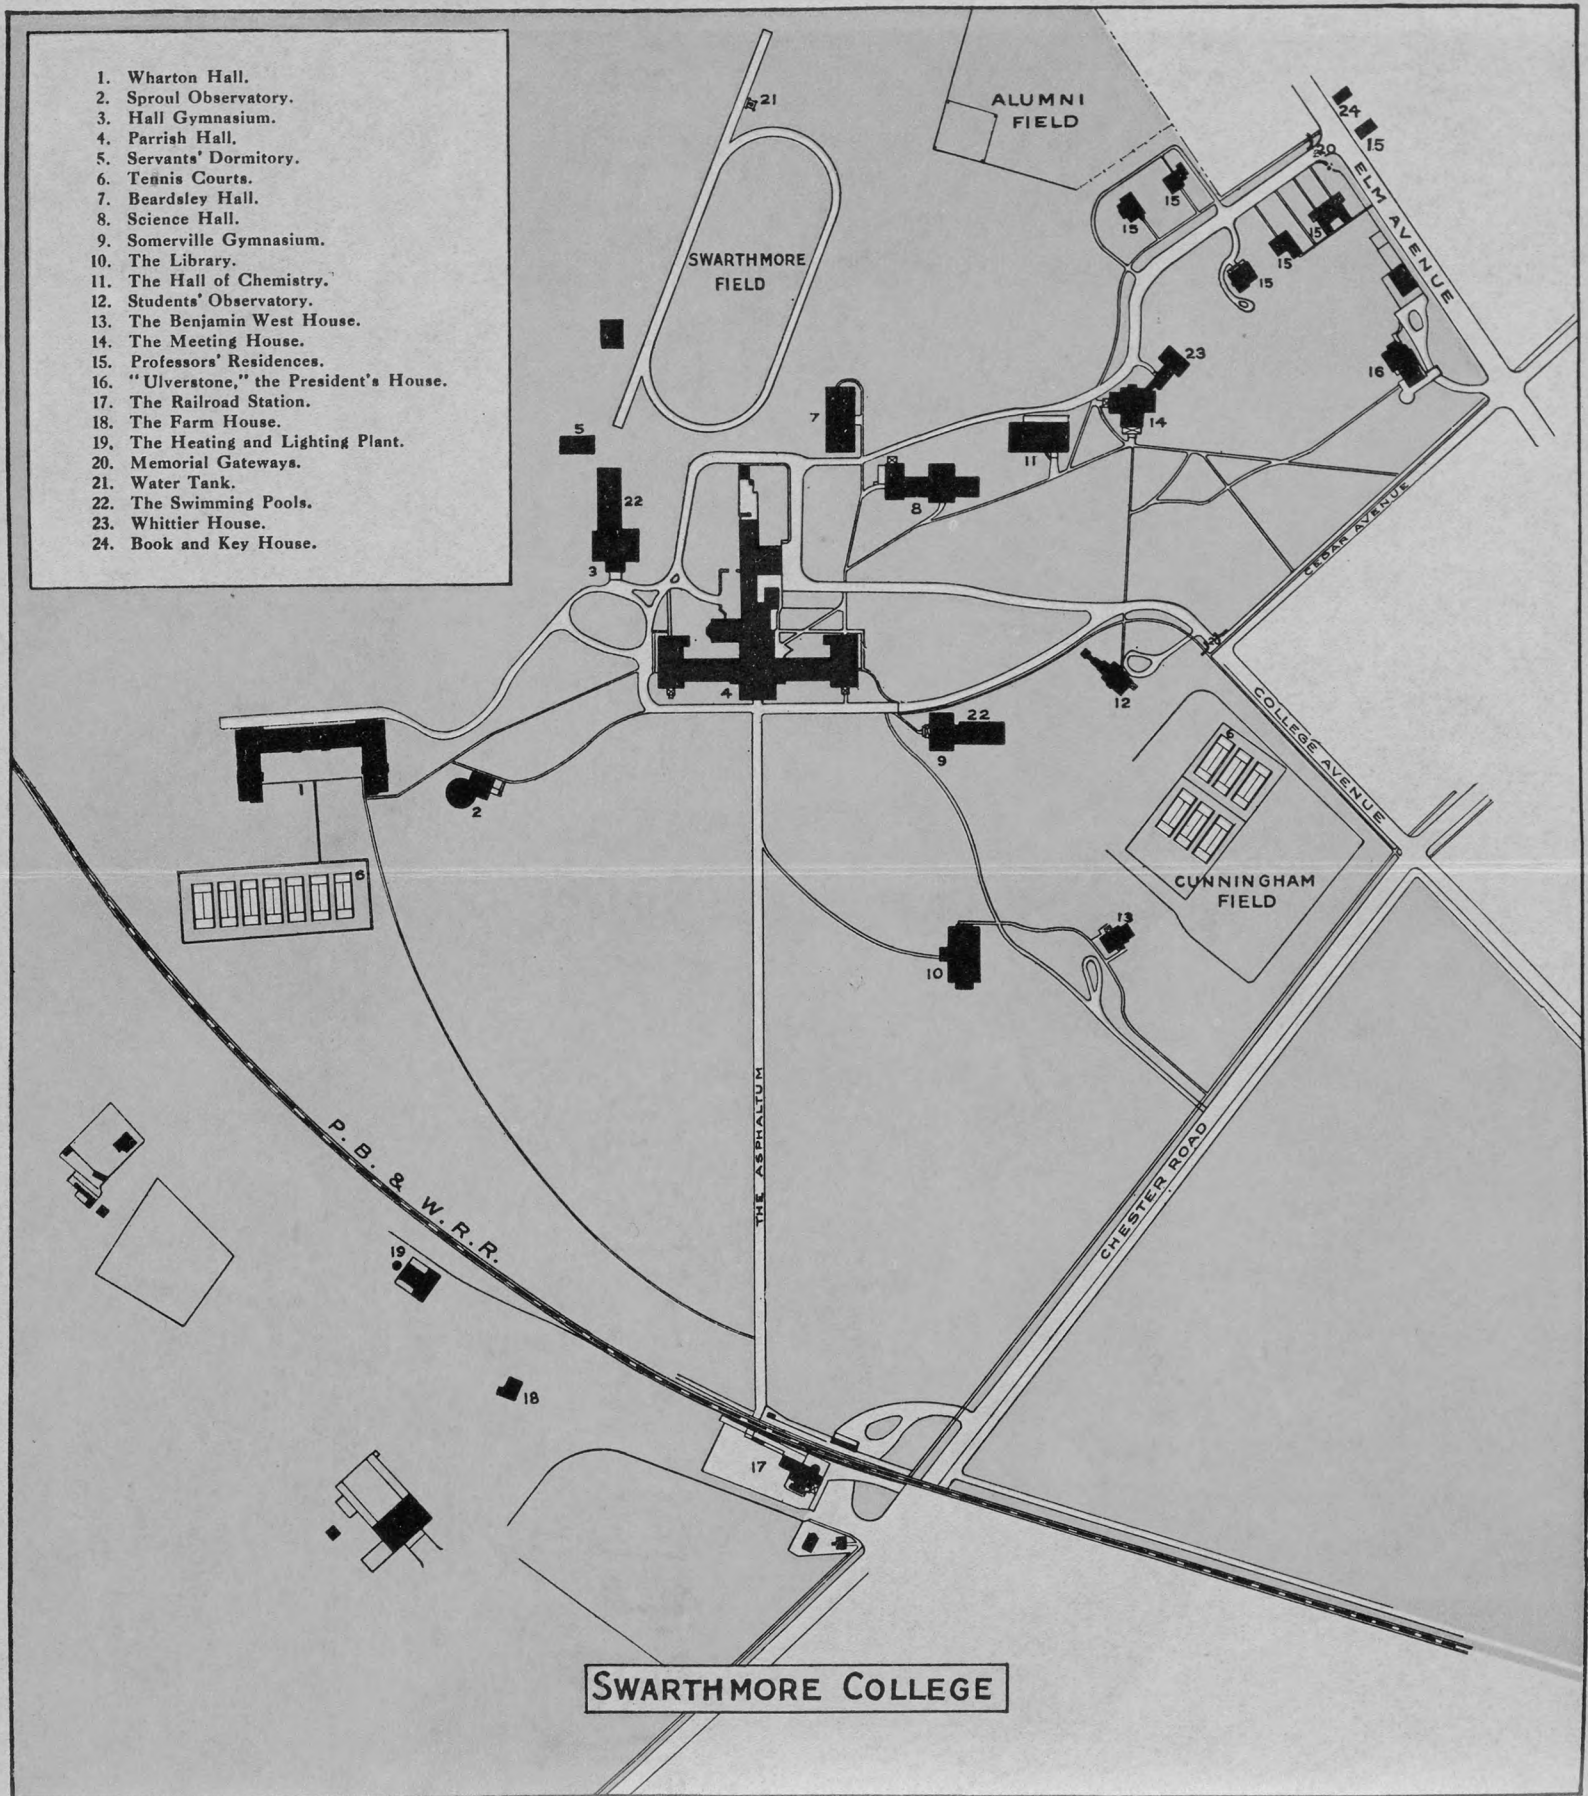 1. Wharton Hall.
2. Sproul Observatory.
3. Hall Gymnasium.
4. Parrish Hall.
5. Servants' Dormitory.
6. Tennis Courts.
7. Beardsley Hall.
8. Science Hall.
9. Somerville Gymnasium.
10. The Library.
11. The Hall of Chemistry.
12. Students' Observatory.
13. The Benjamin West House.
14. The Meeting House.
15. Professors' Residences.
16. "Ulverstone," the President's House.
17. The Railroad Station.
18. The Farm House.
19. The Heating and Lighting Plant.
20. Memorial Gateways.
21. Water Tank.
22. The Swimming Pools.
23. Whittier House.
24. Book and Key House.
21
ALUMNI
FIELD
24
15
20
ELM AVENUE
15
15
15
15
15
SWARTHMORE
FIELD
23
16
7
14
5
11
22
8
3
CEDAR AVENUE
20
4
12
COLLEGE AVENUE
22
9
6
1
2
6
CUNNINGHAM
FIELD
13
10
THE ASPHALTUM
P. B. & W. R. R.
CHESTER ROAD
19
18
17
SWARTHMORE COLLEGE